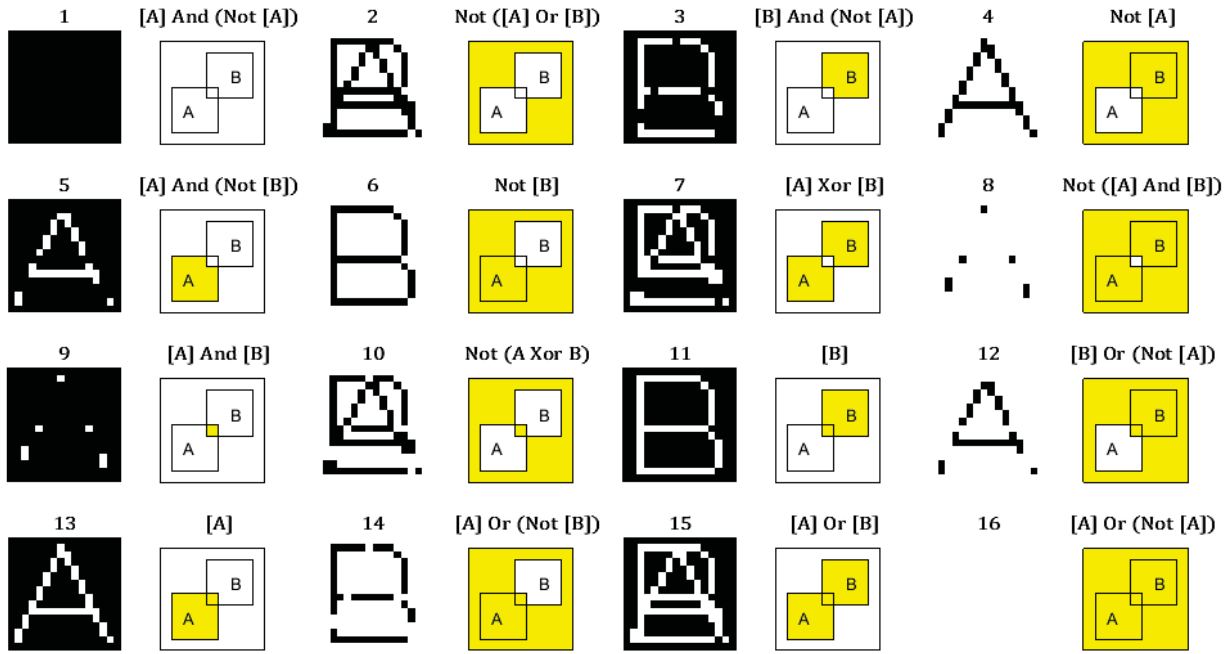 1 [A] And (Not [A]) 2 Not ([A] Or [B]) 3 [B] And (Not [A]) 4 Not [A]
B B B B
A A A A
5 [A] And (Not [B]) 6 Not [B] 7 [A] Xor [B] 8 Not ([A] And [B])
B B B B
A A A A
9 [A] And [B] 10 Not (A Xor B) 11 [B] 12 [B] Or (Not [A])
B B B B
A A A A
13 [A] 14 [A] Or (Not [B]) 15 [A] Or [B] 16 [A] Or (Not [A])
B B B B
A A A A